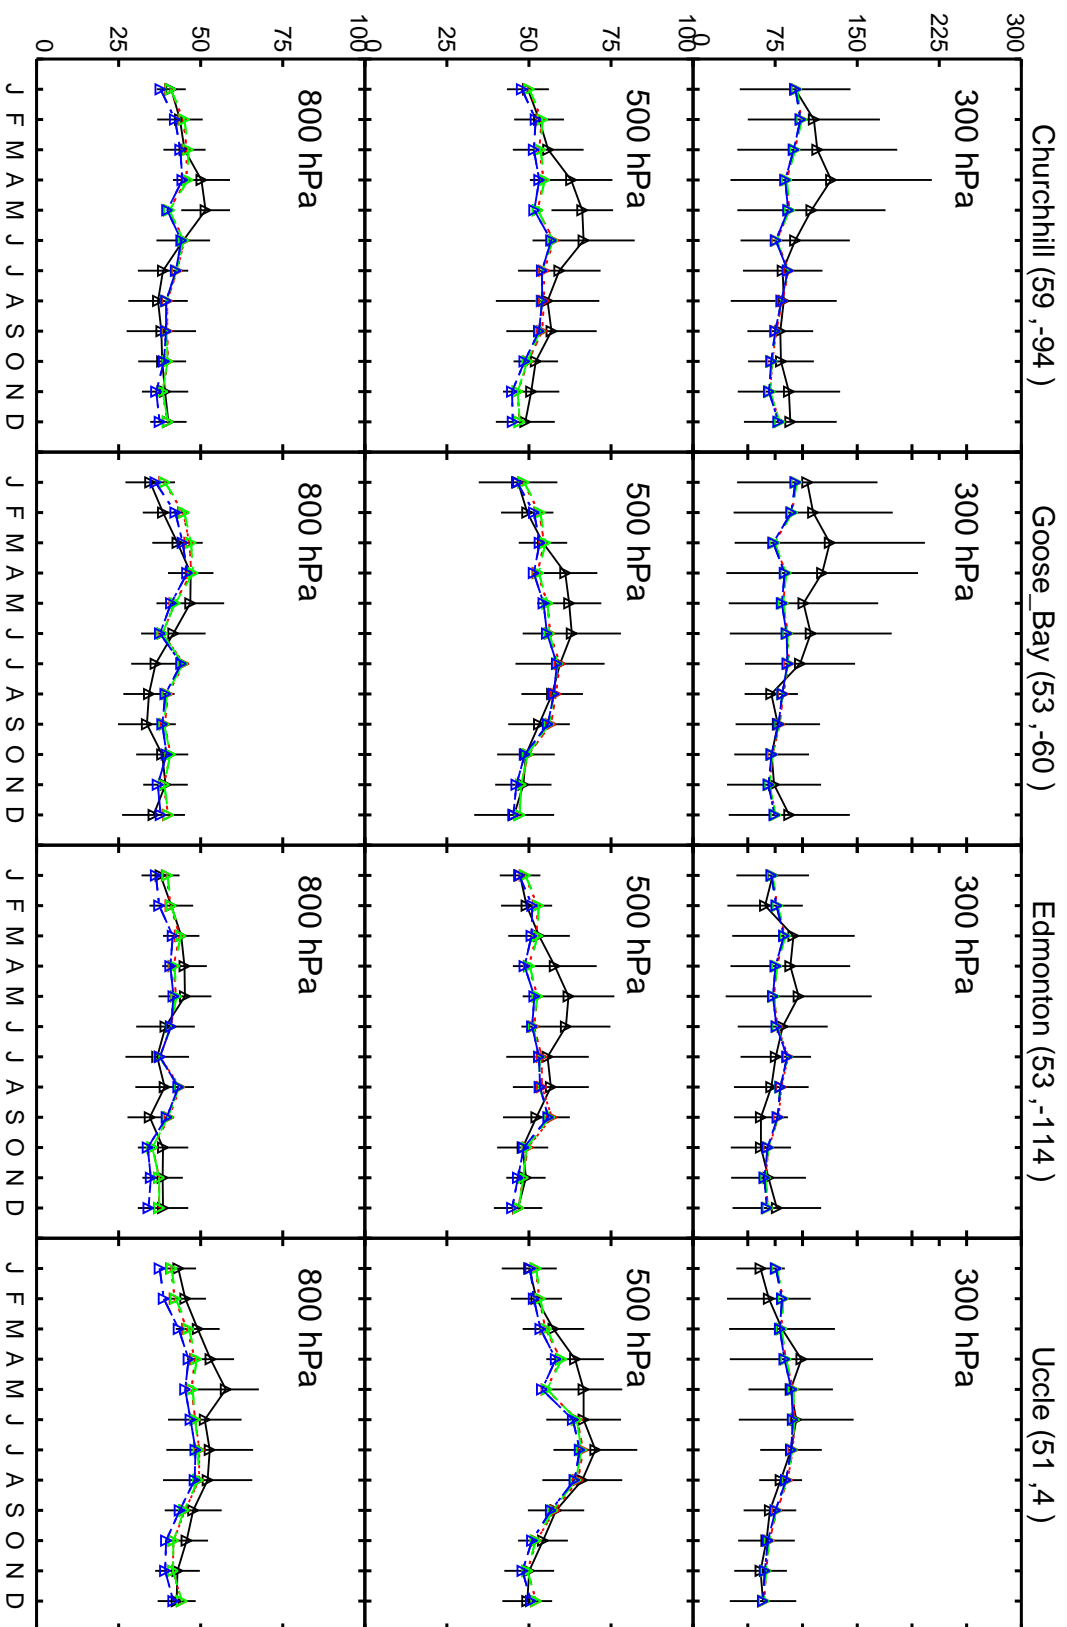 Churchhill (59 ,-94 )
Goose_Bay (53 ,-60 )
Edmonton (53 ,-114 )
Uccle (51 ,4 )
300
225
150
75
0
300 hPa
300 hPa
300 hPa
300 hPa
100
75
50
25
0
500 hPa
500 hPa
500 hPa
500 hPa
100
75
50
25
0
800 hPa
800 hPa
800 hPa
800 hPa
J F M A M J J A S O N D
J F M A M J J A S O N D
J F M A M J J A S O N D
J F M A M J J A S O N D